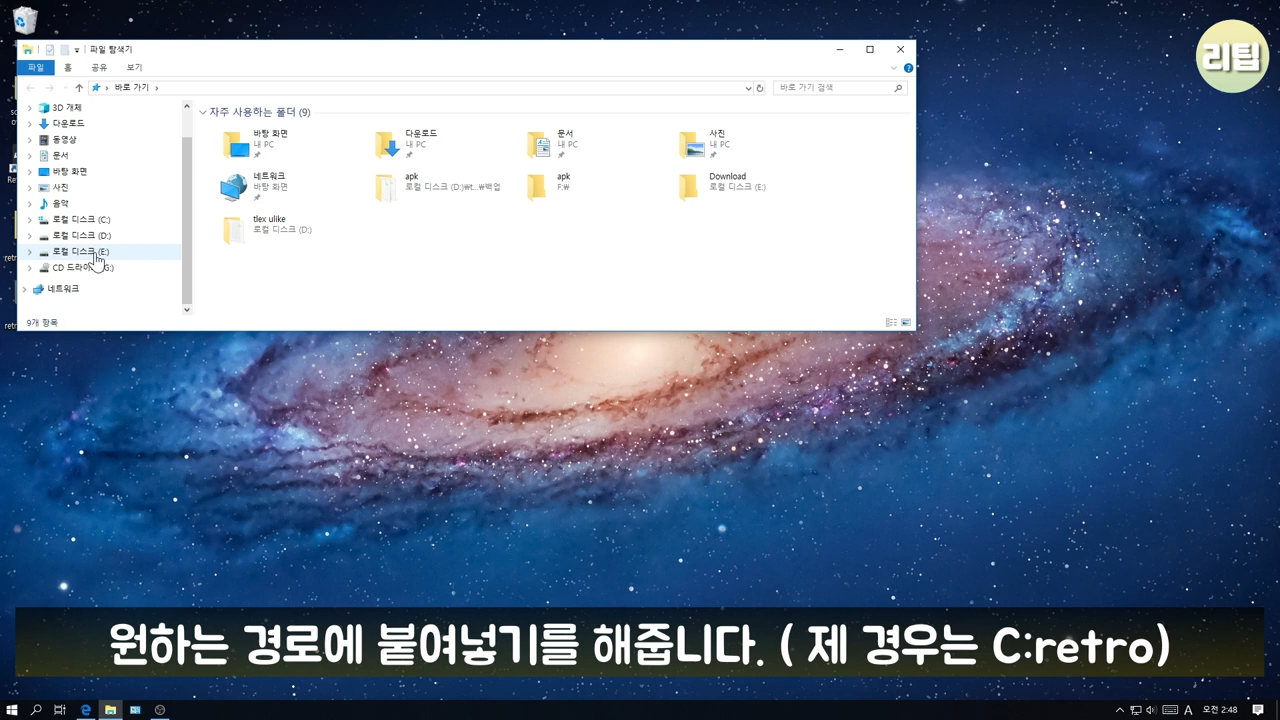 리팁
파일 탐색기
파일 홈 공유 보기
바로 가기
바로 가기 검색
3D 개체
다운로드
동영상
문서
바탕 화면
사진
음악
로컬 디스크 (C:)
로컬 디스크 (D:)
로컬 디스크 (E:)
CD 드라이 G:)
네트워크
자주 사용하는 폴더 (9)
바탕 화면
내 PC
다운로드
내 PC
문서
내 PC
사진
내 PC
네트워크
바탕 화면
apk
로컬 디스크 (D:)₩t...₩백업
apk
F:₩
Download
로컬 디스크 (E:)
tlex ulike
로컬 디스크 (D:)
9개 항목
원하는 경로에 붙여넣기를 해줍니다. ( 제 경우는 C:retro)
A 오전 2:48